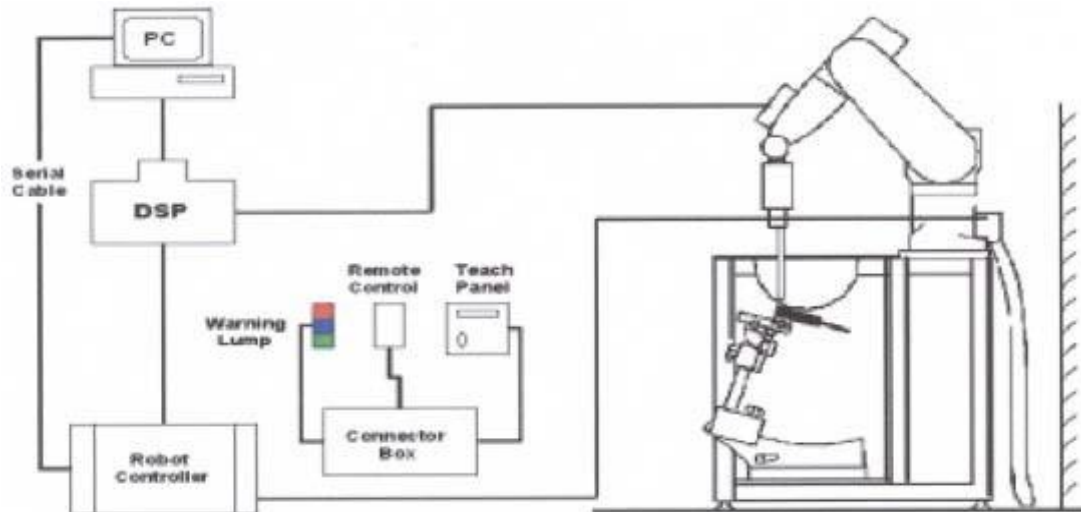 PC
Serial
Cable
DSP
Remote
Control
Teach
Panel
Warning
Lump
Connector
Box
Robot
Controller